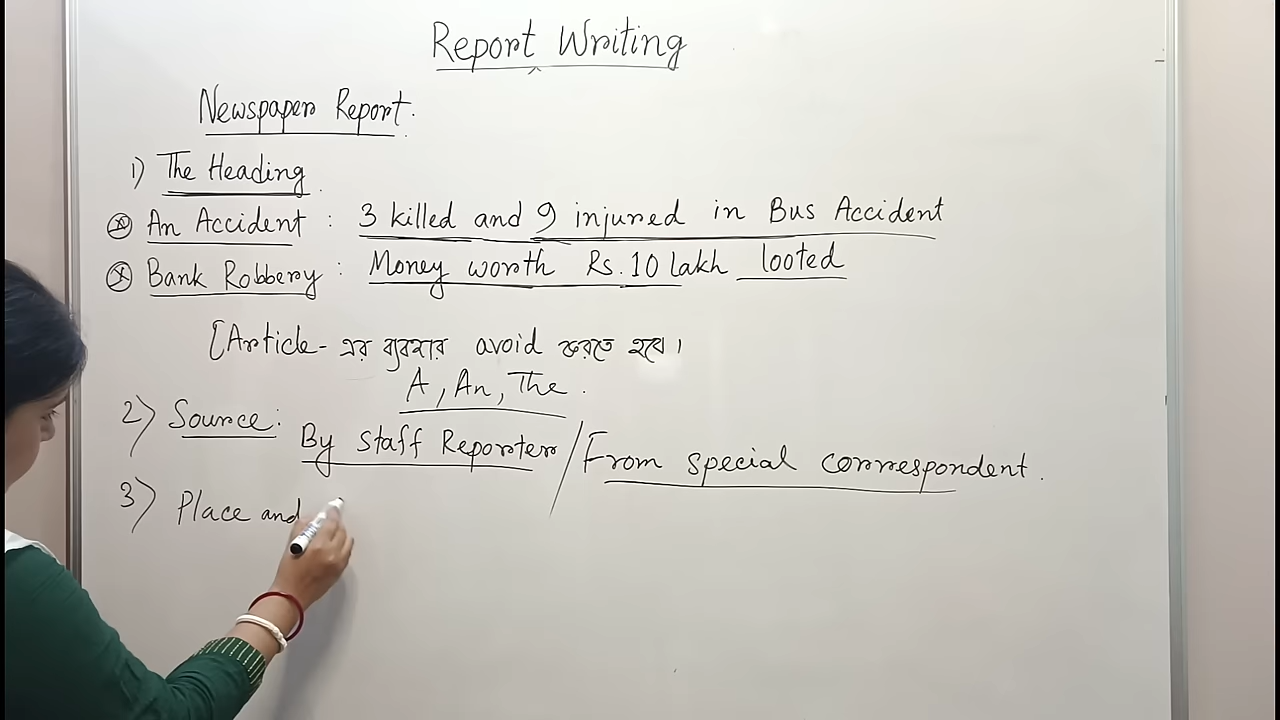 Report Writing
Newspaper Report.
1) The Heading
ⓧ An Accident : 3 killed and 9 injured in Bus Accident
ⓧ Bank Robbery : Money worth Rs. 10 lakh looted
[Article - এর ব্যবহার avoid করতে হবে।
A, An, The.
2) Source: By Staff Reporter / From special correspondent.
3) Place and